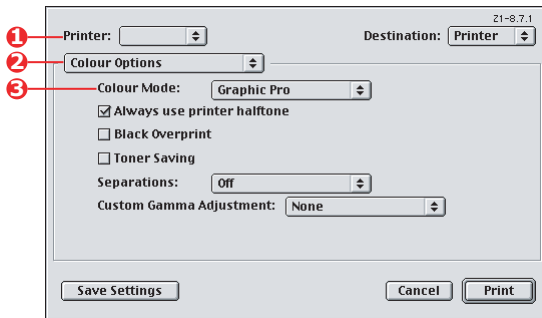 Z1-8.7.1
1 Printer: Destination: Printer
2 Colour Options
3 Colour Mode: Graphic Pro
Always use printer halftone
Black Overprint
Toner Saving
Separations: Off
Custom Gamma Adjustment: None
Save Settings Cancel Print